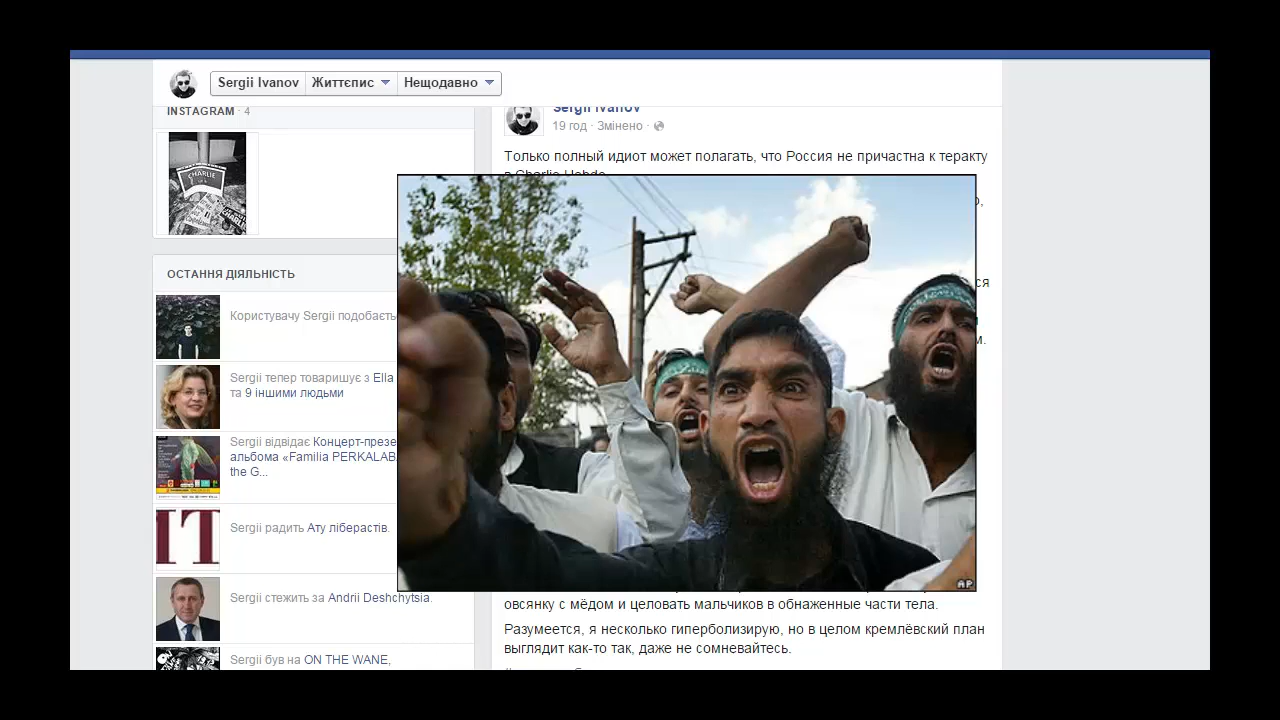 Sergii Ivanov Життєпис Нещодавно
INSTAGRAM · 4
CHARLIE
ОСТАННЯ ДІЯЛЬНІСТЬ
Користувачу Sergii
Sergii тепер товаришує з Ella
та 9 іншими людьми
Sergii відвідає
альбома «Familia
the G...
IT
Sergii радить Ату ліберастів.
Sergii стежить за Andrii Deshchytsia.
Sergii був на ON THE WANE,
Sergii Ivanov
19 год · Змінено ·
Только полный идиот может полагать, что Россия не причастна к теракту
в Charlie Hebdo
AP
овсянку с мёдом и целовать мальчиков в обнаженные части тела.
Разумеется, я несколько гиперболизирую, но в целом кремлёвский план
выглядит как-то так, даже не сомневайтесь.